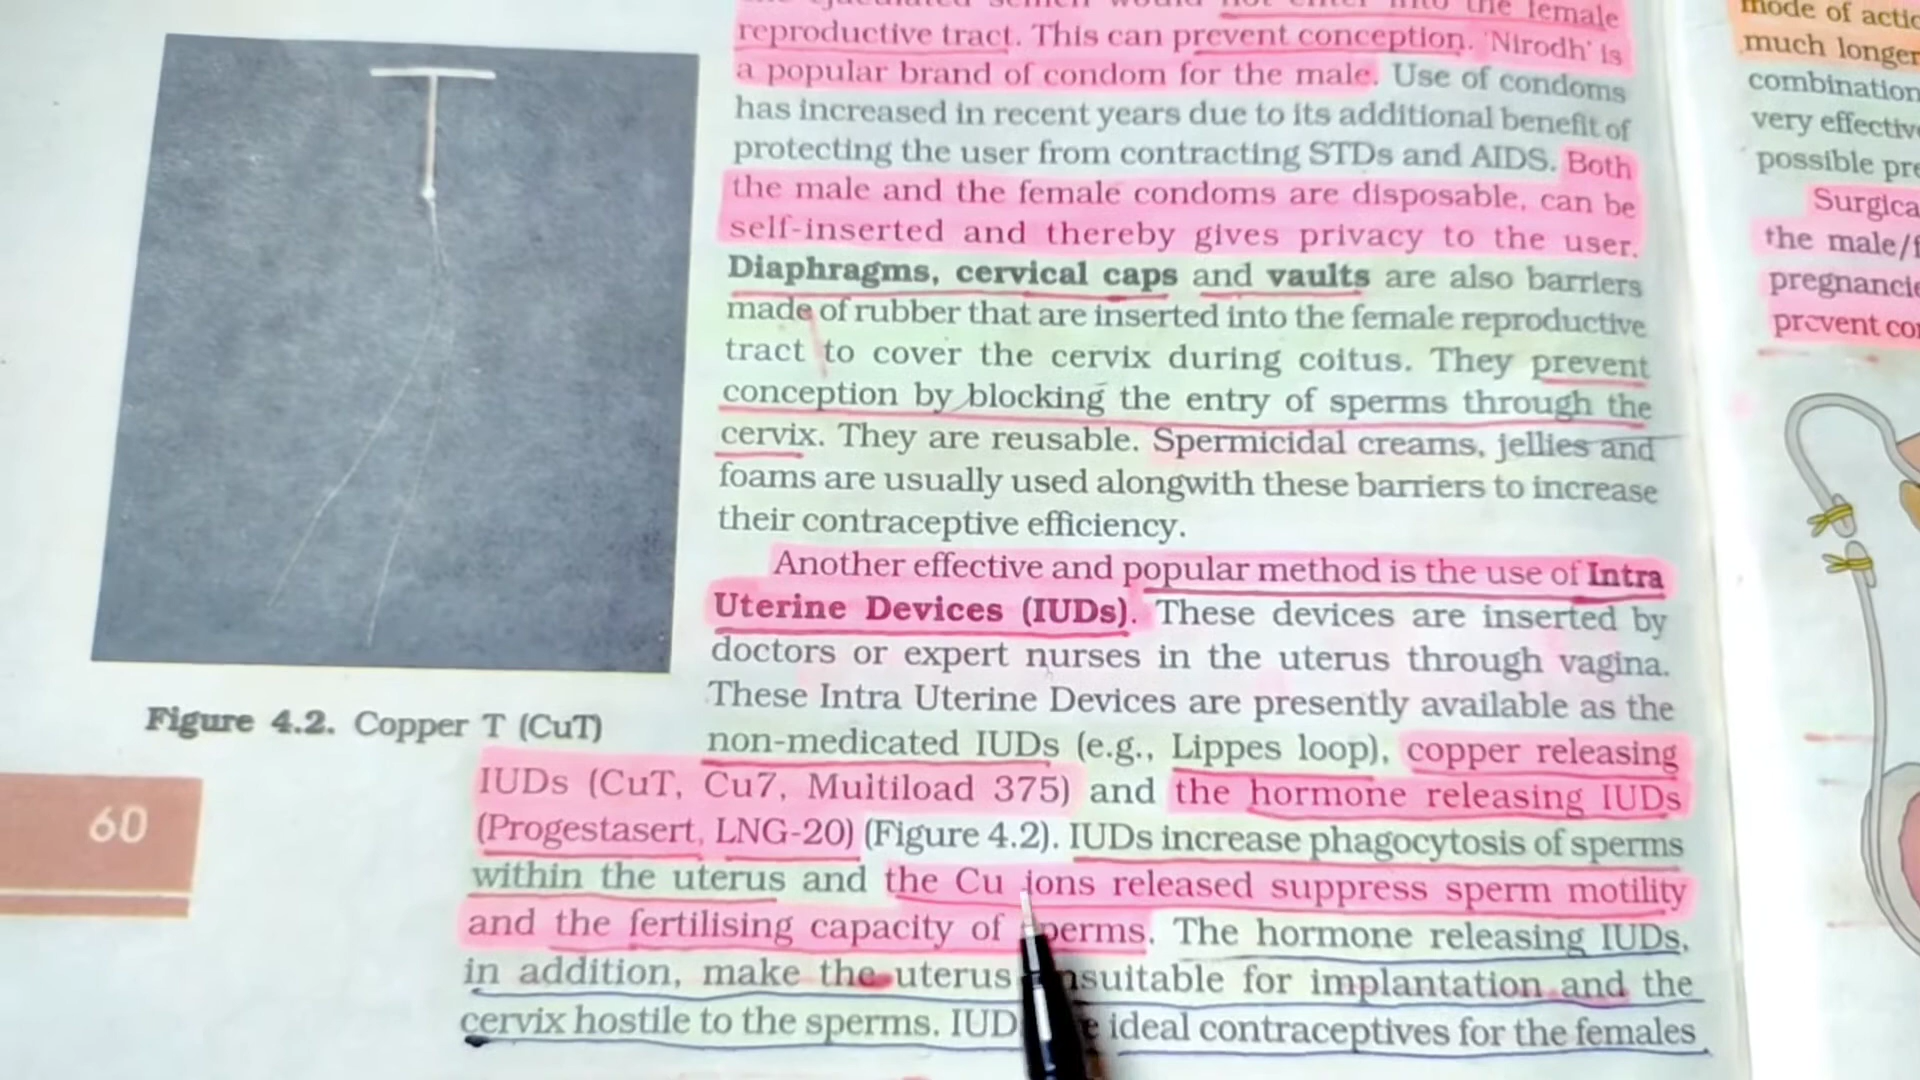 the female
reproductive tract. This can prevent conception. 'Nirodh' is
a popular brand of condom for the male. Use of condoms
has increased in recent years due to its additional benefit of
protecting the user from contracting STDs and AIDS. Both
the male and the female condoms are disposable, can be
self-inserted and thereby gives privacy to the user.
Diaphragms, cervical caps and vaults are also barriers
made of rubber that are inserted into the female reproductive
tract to cover the cervix during coitus. They prevent
conception by blocking the entry of sperms through the
cervix. They are reusable. Spermicidal creams, jellies and
foams are usually used alongwith these barriers to increase
their contraceptive efficiency.
Another effective and popular method is the use of Intra
Uterine Devices (IUDs). These devices are inserted by
doctors or expert nurses in the uterus through vagina.
These Intra Uterine Devices are presently available as the
non-medicated IUDs (e.g., Lippes loop), copper releasing
IUDs (CuT, Cu7, Multiload 375) and the hormone releasing IUDs
(Progestasert, LNG-20) (Figure 4.2). IUDs increase phagocytosis of sperms
within the uterus and the Cu ions released suppress sperm motility
and the fertilising capacity of sperms. The hormone releasing IUDs,
in addition, make the uterus unsuitable for implantation and the
cervix hostile to the sperms. IUD ideal contraceptives for the females
Figure 4.2. Copper T (CuT)
60
mode of
much longer
combination
very
possible
the male/